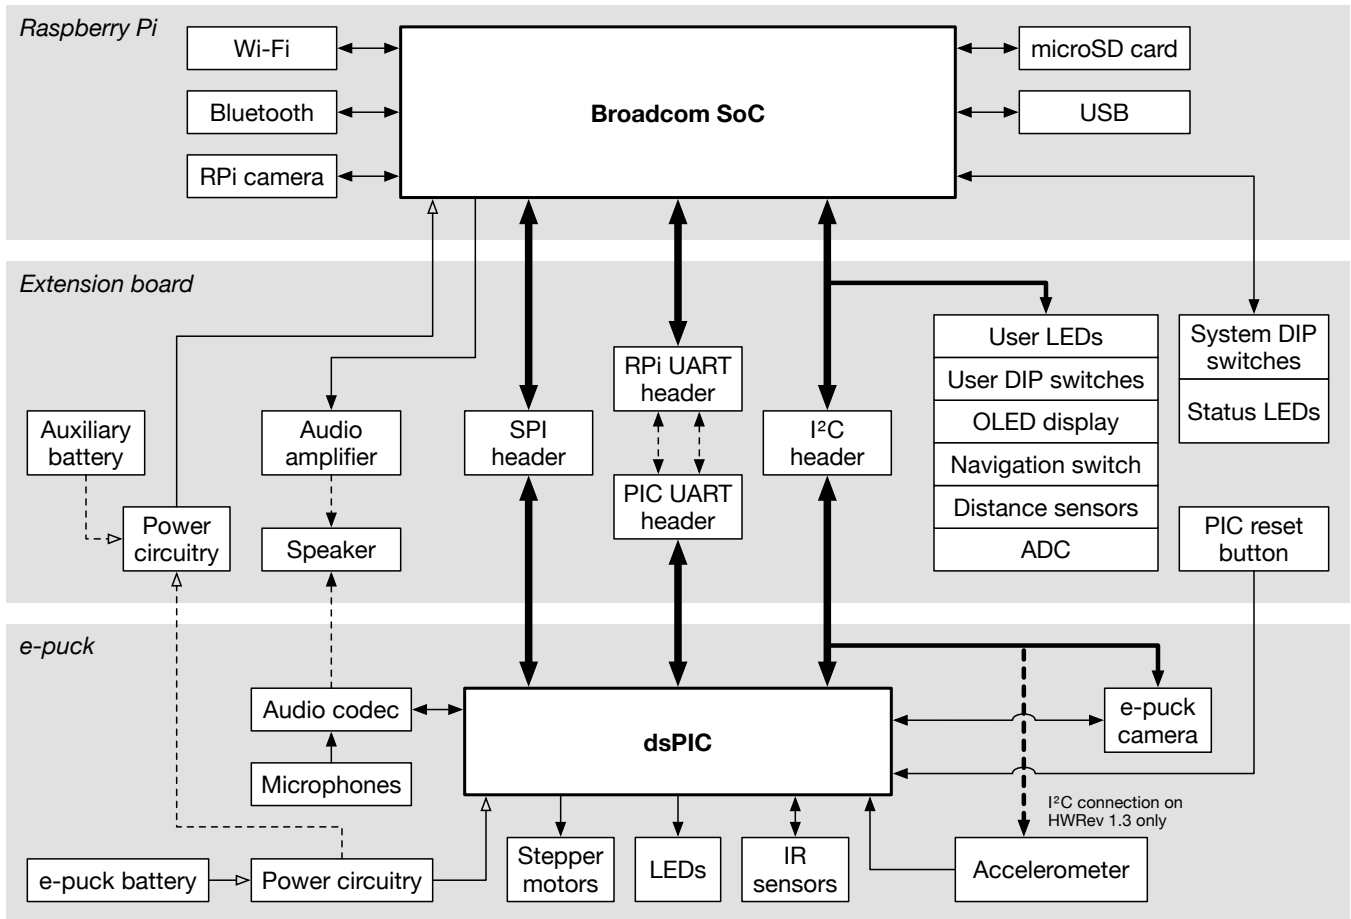 Raspberry Pi
Wi-Fi
Bluetooth
RPi camera
Broadcom SoC
microSD card
USB
Extension board
User LEDs
User DIP switches
OLED display
Navigation switch
Distance sensors
ADC
System DIP
switches
Status LEDs
RPi UART
header
Auxiliary
battery
Audio
amplifier
SPI
header
I²C
header
PIC UART
header
Power
circuitry
Speaker
PIC reset
button
e-puck
Audio codec
Microphones
dsPIC
e-puck
camera
I²C connection on
HWRev 1.3 only
e-puck battery
Power circuitry
Stepper
motors
LEDs
IR
sensors
Accelerometer